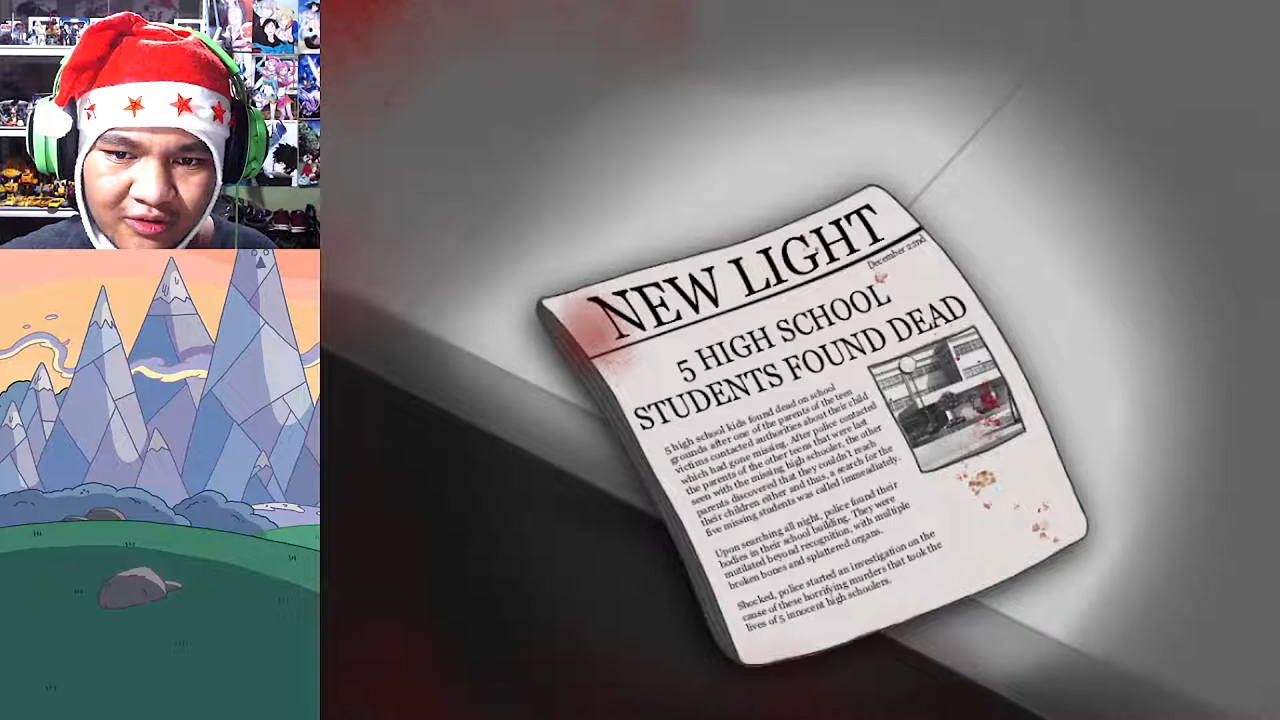 NEW LIGHT
December 22nd
5 HIGH SCHOOL
STUDENTS FOUND DEAD
5 high school kids found dead on school
grounds after one of the parents of the teen
victims contacted authorities about their child
which had gone missing. After police contacted
the parents of the other teens that were last
seen with the missing high schooler, the other
parents discovered that they couldn't reach
their children either and thus, a search for the
five missing students was called immediately.
Upon searching all night, police found their
bodies in their school building. They were
mutilated beyond recognition, with multiple
broken bones and splattered organs.
Shocked, police started an investigation on the
cause of these horrifying murders that took the
lives of 5 innocent high schoolers.